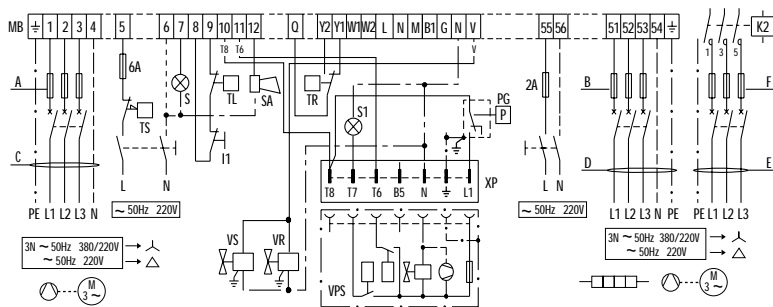 MB ⏚ 1 2 3 4 5 6 7 8 9 10 11 12 Q Y2 Y1 W1 W2 L N M B1 G N V 55 56 51 52 53 54 ⏚
K2
T8 T6 V
1 3 5
6A
A
S
TL
SA
TR
2A
B
F
PG
P
TS
S1
I1
C
D
E
L N
XP
T8 T7 T6 B5 N ⏚ L1
L N
PE L1 L2 L3 N
L1 L2 L3 N PE
PE L1 L2 L3
~ 50Hz 220V
~ 50Hz 220V
3N ~ 50Hz 380/220V
~ 50Hz 220V
VS
VR
VPS
3N ~ 50Hz 380/220V
~ 50Hz 220V
M
3 ~
M
3 ~